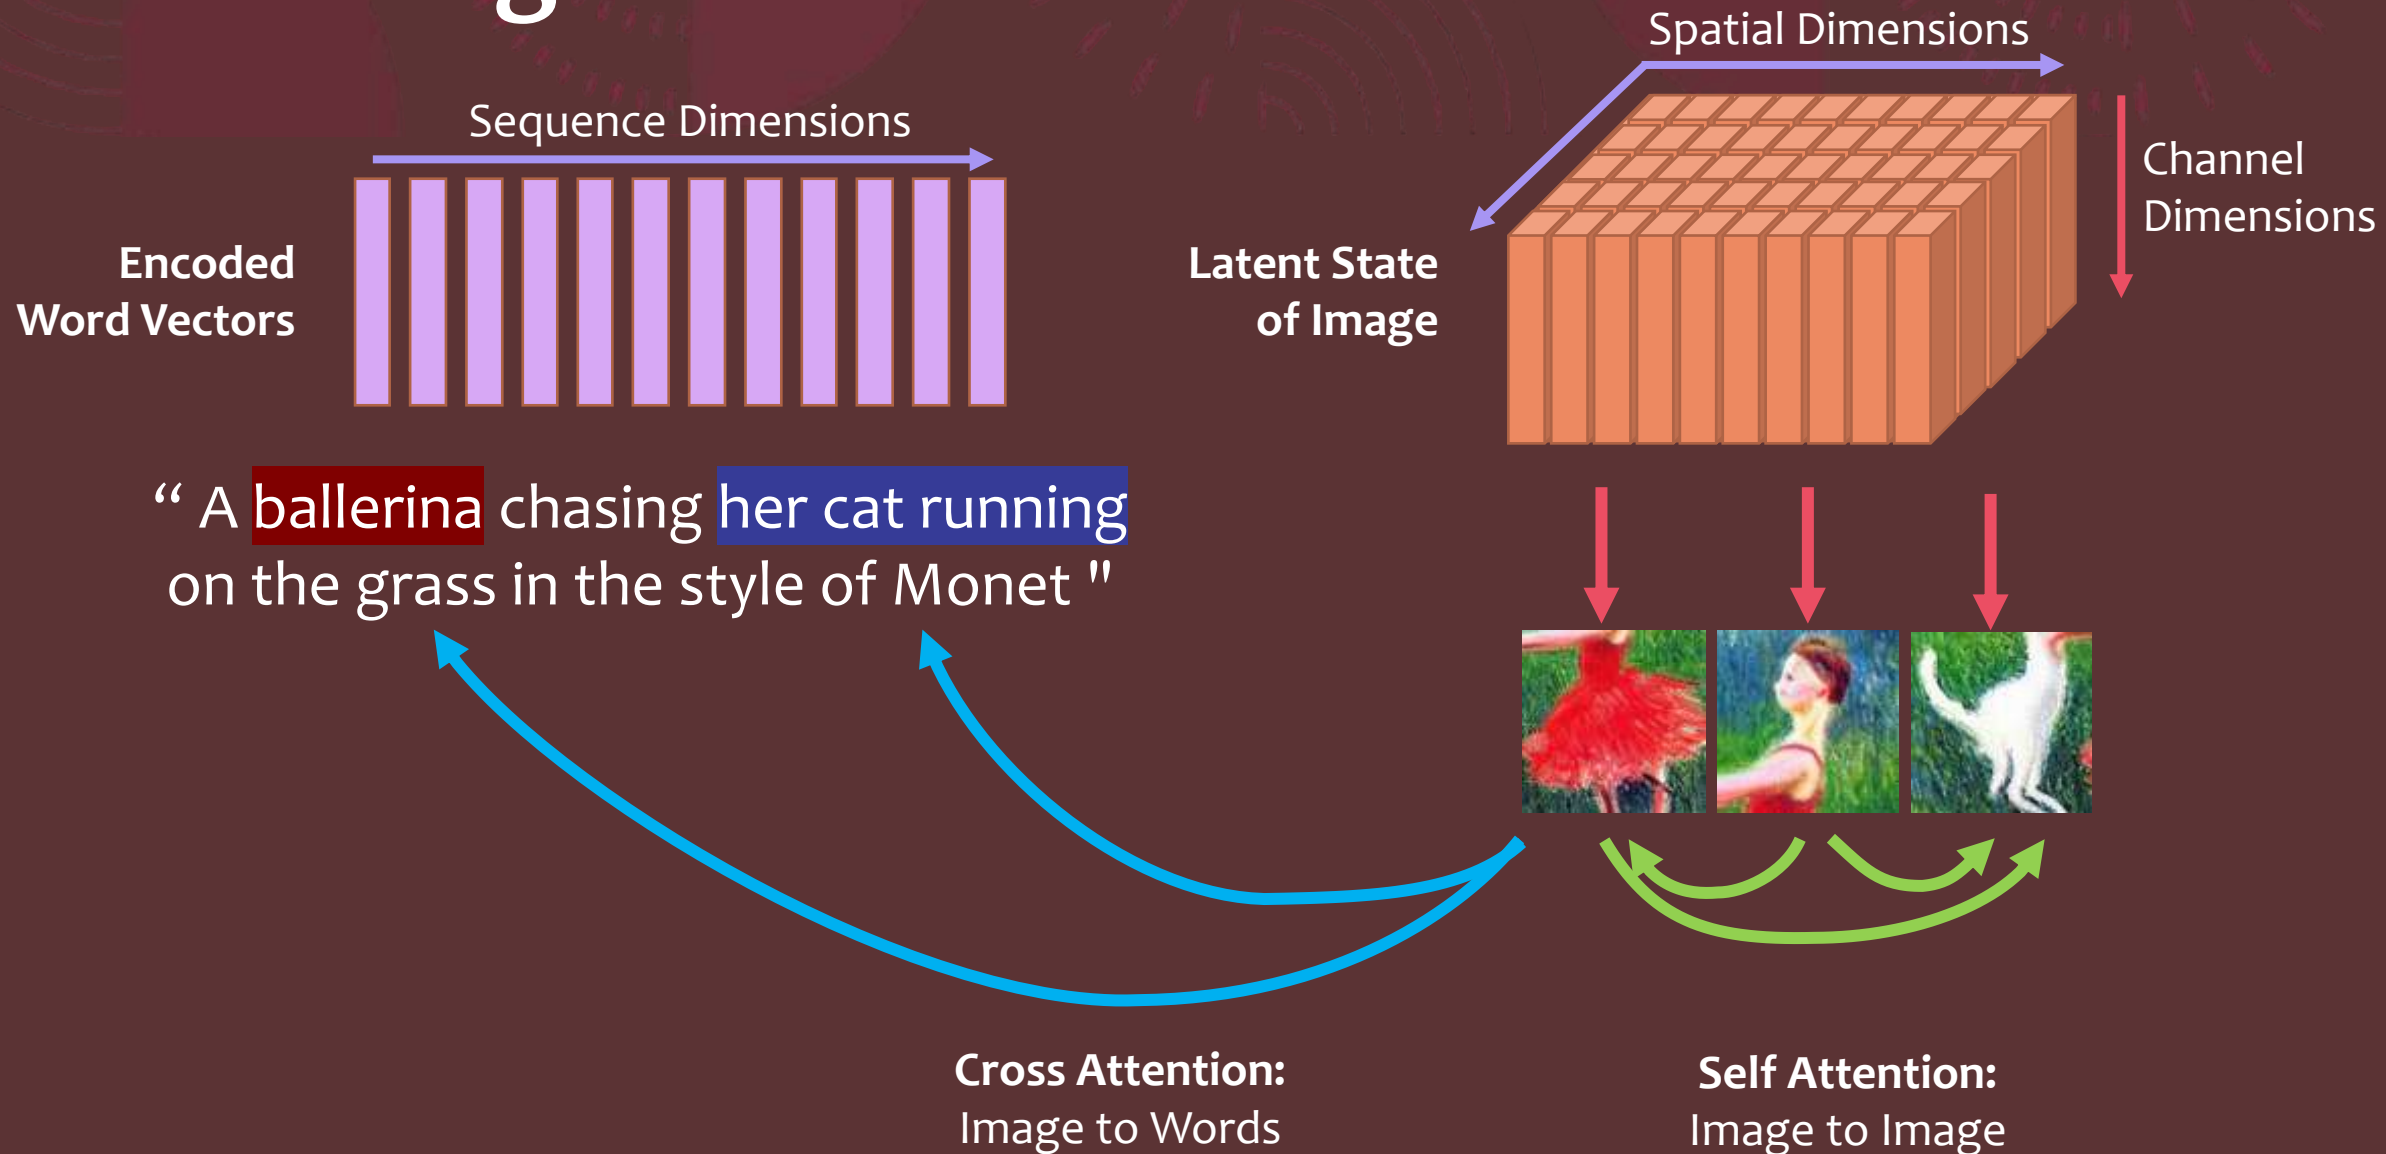 Sequence Dimensions
Encoded
Word Vectors
Spatial Dimensions
Channel
Dimensions
Latent State
of Image
“ A ballerina chasing her cat running
on the grass in the style of Monet "
Cross Attention:
Image to Words
Self Attention:
Image to Image